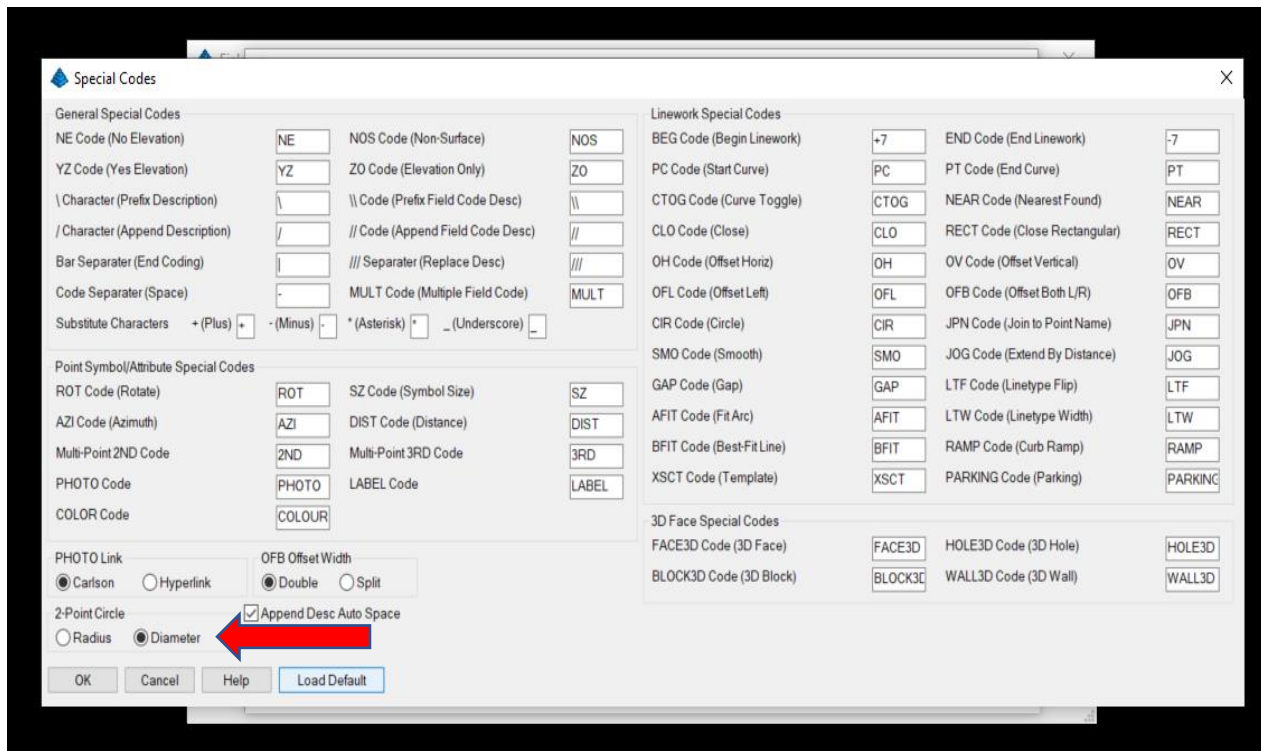 Special Codes
General Special Codes
NE Code (No Elevation) NE NOS Code (Non-Surface) NOS
YZ Code (Yes Elevation) YZ ZO Code (Elevation Only) ZO
\ Character (Prefix Description) \ \\ Code (Prefix Field Code Desc) \\
/ Character (Append Description) / // Code (Append Field Code Desc) //
Bar Separater (End Coding) | /// Separater (Replace Desc) ///
Code Separater (Space) - MULT Code (Multiple Field Code) MULT
Substitute Characters + (Plus) + - (Minus) - * (Asterisk) * _ (Underscore) _
Point Symbol/Attribute Special Codes
ROT Code (Rotate) ROT SZ Code (Symbol Size) SZ
AZI Code (Azimuth) AZI DIST Code (Distance) DIST
Multi-Point 2ND Code 2ND Multi-Point 3RD Code 3RD
PHOTO Code PHOTO LABEL Code LABEL
COLOR Code COLOUR
PHOTO Link OFB Offset Width
Carlson Hyperlink Double Split
2-Point Circle Append Desc Auto Space
Radius Diameter
Linework Special Codes
BEG Code (Begin Linework) +7 END Code (End Linework) -7
PC Code (Start Curve) PC PT Code (End Curve) PT
CTOG Code (Curve Toggle) CTOG NEAR Code (Nearest Found) NEAR
CLO Code (Close) CLO RECT Code (Close Rectangular) RECT
OH Code (Offset Horiz) OH OV Code (Offset Vertical) OV
OFL Code (Offset Left) OFL OFB Code (Offset Both L/R) OFB
CIR Code (Circle) CIR JPN Code (Join to Point Name) JPN
SMO Code (Smooth) SMO JOG Code (Extend By Distance) JOG
GAP Code (Gap) GAP LTF Code (Linetype Flip) LTF
AFIT Code (Fit Arc) AFIT LTW Code (Linetype Width) LTW
BFIT Code (Best-Fit Line) BFIT RAMP Code (Curb Ramp) RAMP
XSCT Code (Template) XSCT PARKING Code (Parking) PARKING
3D Face Special Codes
FACE3D Code (3D Face) FACE3D HOLE3D Code (3D Hole) HOLE3D
BLOCK3D Code (3D Block) BLOCK3D WALL3D Code (3D Wall) WALL3D
OK Cancel Help Load Default